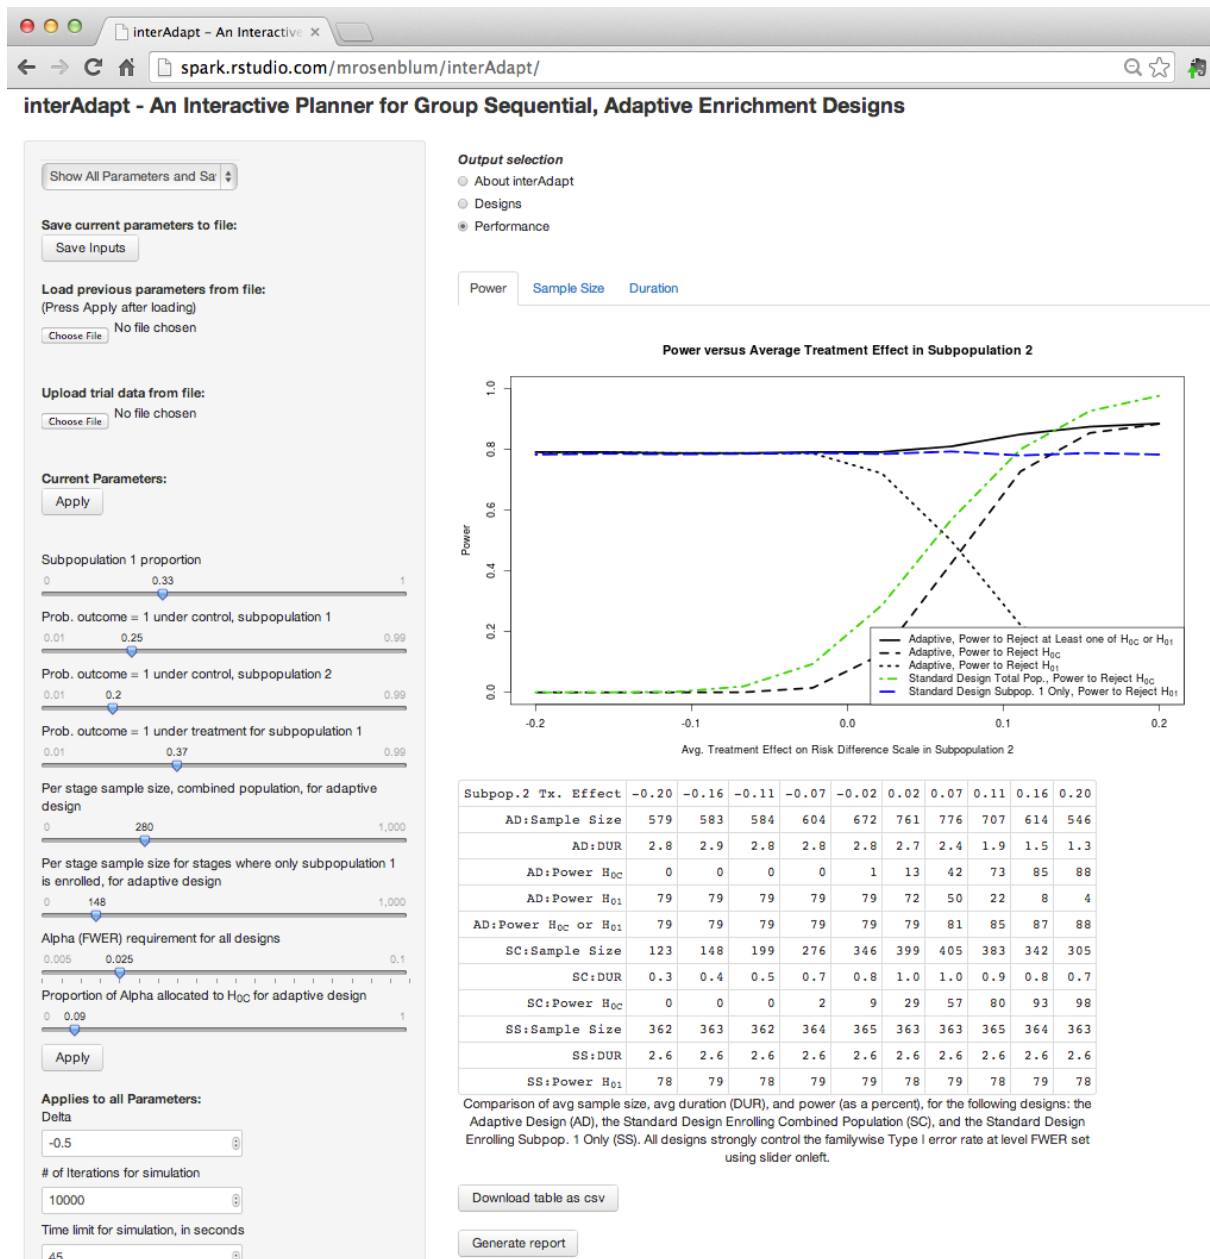 interAdapt - An Interactive
spark.rstudio.com/mrosenblum/interAdapt/
interAdapt - An Interactive Planner for Group Sequential, Adaptive Enrichment Designs
Show All Parameters and Sa
Save current parameters to file:
Save Inputs
Load previous parameters from file:
(Press Apply after loading)
Choose File No file chosen
Upload trial data from file:
Choose File No file chosen
Current Parameters:
Apply
Subpopulation 1 proportion
0 0.33 1
Prob. outcome = 1 under control, subpopulation 1
0.01 0.25 0.99
Prob. outcome = 1 under control, subpopulation 2
0.01 0.2 0.99
Prob. outcome = 1 under treatment for subpopulation 1
0.01 0.37 0.99
Per stage sample size, combined population, for adaptive
design
0 280 1,000
Per stage sample size for stages where only subpopulation 1
is enrolled, for adaptive design
0 148 1,000
Alpha (FWER) requirement for all designs
0.005 0.025 0.1
Proportion of Alpha allocated to H0C for adaptive design
0 0.09 1
Apply
Applies to all Parameters:
Delta
-0.5
# of Iterations for simulation
10000
Time limit for simulation, in seconds
45
Output selection
About interAdapt
Designs
Performance
Power Sample Size Duration
Power versus Average Treatment Effect in Subpopulation 2
1.0
0.8
0.6
0.4
0.2
0.0
Power
Adaptive, Power to Reject at Least one of H0C or H01
Adaptive, Power to Reject H0C
Adaptive, Power to Reject H01
Standard Design Total Pop., Power to Reject H0C
Standard Design Subpop. 1 Only, Power to Reject H01
-0.2 -0.1 0.0 0.1 0.2
Avg. Treatment Effect on Risk Difference Scale in Subpopulation 2
Subpop.2 Tx. Effect -0.20 -0.16 -0.11 -0.07 -0.02 0.02 0.07 0.11 0.16 0.20
AD:Sample Size 579 583 584 604 672 761 776 707 614 546
AD:DUR 2.8 2.9 2.8 2.8 2.8 2.7 2.4 1.9 1.5 1.3
AD:Power H0C 0 0 0 0 1 13 42 73 85 88
AD:Power H01 79 79 79 79 79 72 50 22 8 4
AD:Power H0C or H01 79 79 79 79 79 79 81 85 87 88
SC:Sample Size 123 148 199 276 346 399 405 383 342 305
SC:DUR 0.3 0.4 0.5 0.7 0.8 1.0 1.0 0.9 0.8 0.7
SC:Power H0C 0 0 0 2 9 29 57 80 93 98
SS:Sample Size 362 363 362 364 365 363 363 365 364 363
SS:DUR 2.6 2.6 2.6 2.6 2.6 2.6 2.6 2.6 2.6 2.6
SS:Power H01 78 79 78 79 79 78 79 78 79 78
Comparison of avg sample size, avg duration (DUR), and power (as a percent), for the following designs: the
Adaptive Design (AD), the Standard Design Enrolling Combined Population (SC), and the Standard Design
Enrolling Subpop. 1 Only (SS). All designs strongly control the familywise Type I error rate at level FWER set
using slider onleft.
Download table as csv
Generate report